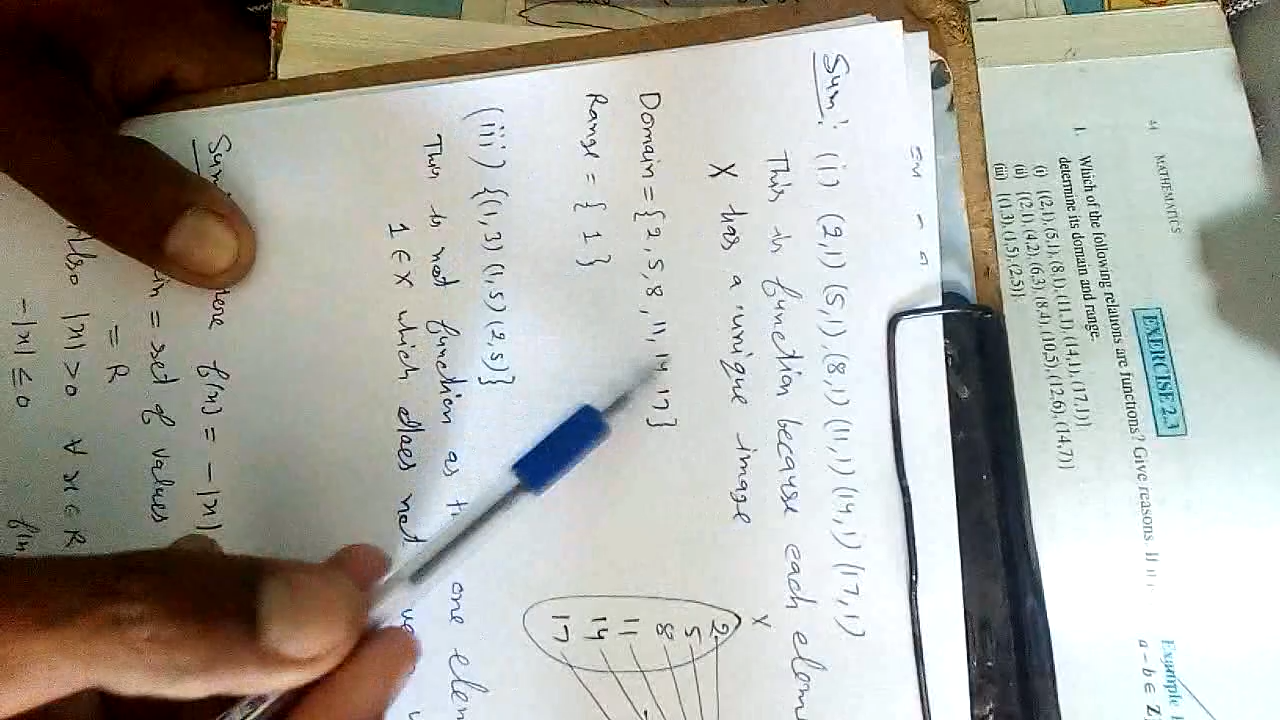 41 MATHEMATICS
EXERCISE 2.3
1. Which of the following relations are functions? Give reasons.
determine its domain and range.
(i) {(2,1), (5,1), (8,1), (11,1), (14,1), (17,1)}
(ii) {(2,1), (4,2), (6,3), (8,4), (10,5), (12,6), (14,7)}
(iii) {(1,3), (1,5), (2,5)}.
Example
a – b ∈ Z
Sum: (i) (2,1) (5,1), (8,1) (11,1) (14,1) (17,1)
This is function because each elem
X has a unique image
X
Domain = {2, 5, 8, 11, 14, 17}
Range = { 1 }
2
5
8
11
14
17
(iii) {(1,3) (1,5) (2,5)}
This is not function as one elem
1 ∈ X which does not
Sum Here f(x) = -|x|
= set of values
= R
Also |x| > 0 ∀ x ∈ R
-|x| ≤ 0